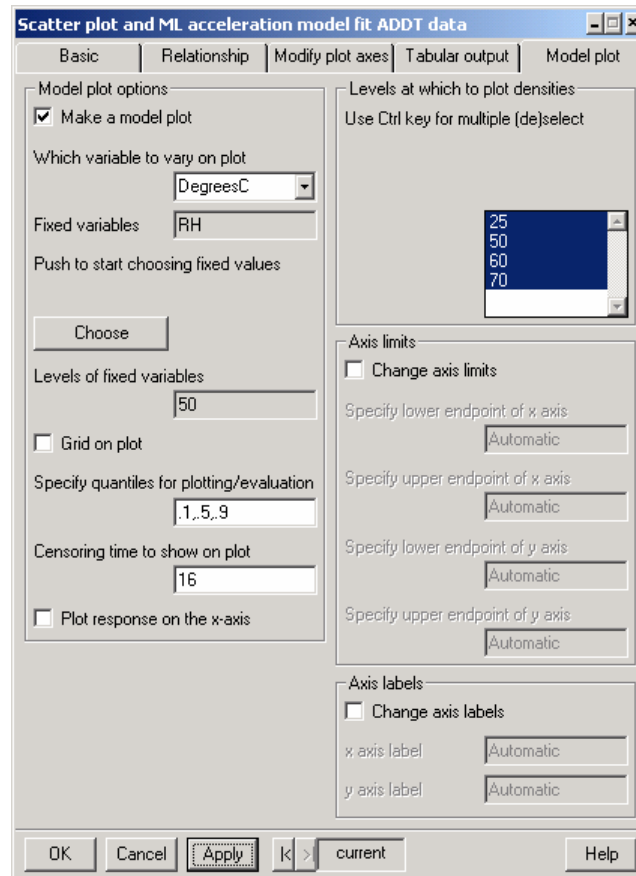 Scatter plot and ML acceleration model fit ADDT data
Basic
Relationship
Modify plot axes
Tabular output
Model plot
Model plot options
Make a model plot
Which variable to vary on plot
DegreesC
Fixed variables
RH
Push to start choosing fixed values
Choose
Levels of fixed variables
50
Grid on plot
Specify quantiles for plotting/evaluation
.1,.5,.9
Censoring time to show on plot
16
Plot response on the x-axis
Levels at which to plot densities
Use Ctrl key for multiple (de)select
25
50
60
70
Axis limits
Change axis limits
Specify lower endpoint of x axis
Automatic
Specify upper endpoint of x axis
Automatic
Specify lower endpoint of y axis
Automatic
Specify upper endpoint of y axis
Automatic
Axis labels
Change axis labels
x axis label
Automatic
y axis label
Automatic
OK
Cancel
Apply
current
Help